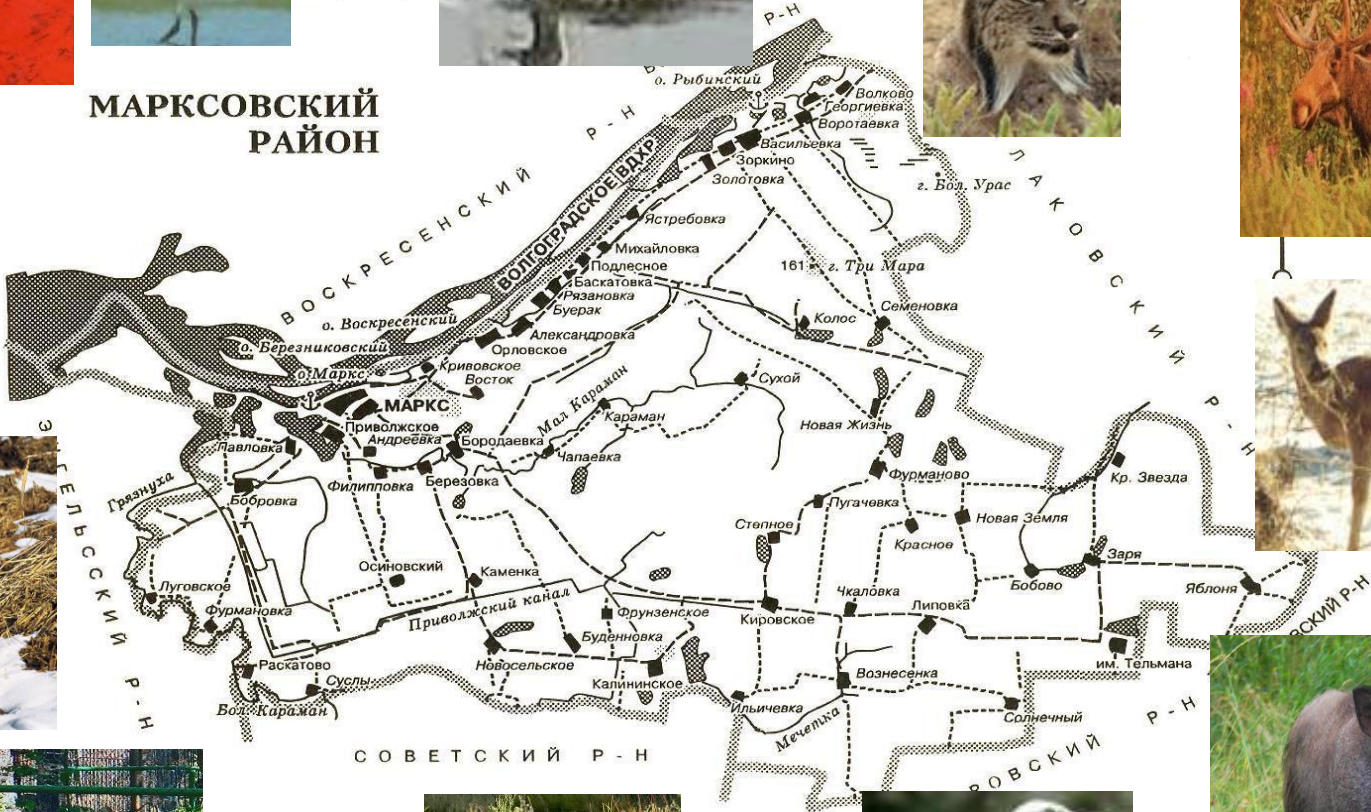 МАРКСОВСКИЙ
РАЙОН
Р-Н
о. Рыбинский
Волково
Георгиевка
Воротаевка
Васильевка
Зоркино
Золотовка
г. Бол. Урас
Р-Н
ВОСКРЕСЕНСКИЙ
ВОЛГОГРАДСКОЕ ВДХР.
ЛАКОВСКИЙ
Р-Н
Ястребовка
Михайловка
Подлесное
Баскатовка
Рязановка
Буерак
161
г. Три Мара
Семеновка
Колос
о. Воскресенский
Александровка
Орловское
о. Березниковский
о. Маркс
Кривовское
Восток
Сухой
МАРКС
Мал Караман
Караман
Приволжское
Андреевка
Бородаевка
Новая Жизнь
Павловка
Чапаевка
Филипповка
Березовка
Фурманово
Кр. Звезда
Грязнуха
Бобровка
Пугачевка
Новая Земля
Степное
Красное
ГЕЛЬССКИЙ
Р-Н
Осиновский
Каменка
Заря
Бобово
Яблоня
Луговское
Фурмановка
Приволжский канал
Фрунзенское
Кировское
Чкаловка
Липовка
Буденновка
Раскатово
Суслы
Новосельское
Калининское
Вознесенка
им. Тельмана
ВСКИЙ Р-Н
Бол. Караман
Ильичевка
Мечетка
Солнечный
СОВЕТСКИЙ Р-Н
РОВСКИЙ Р-Н